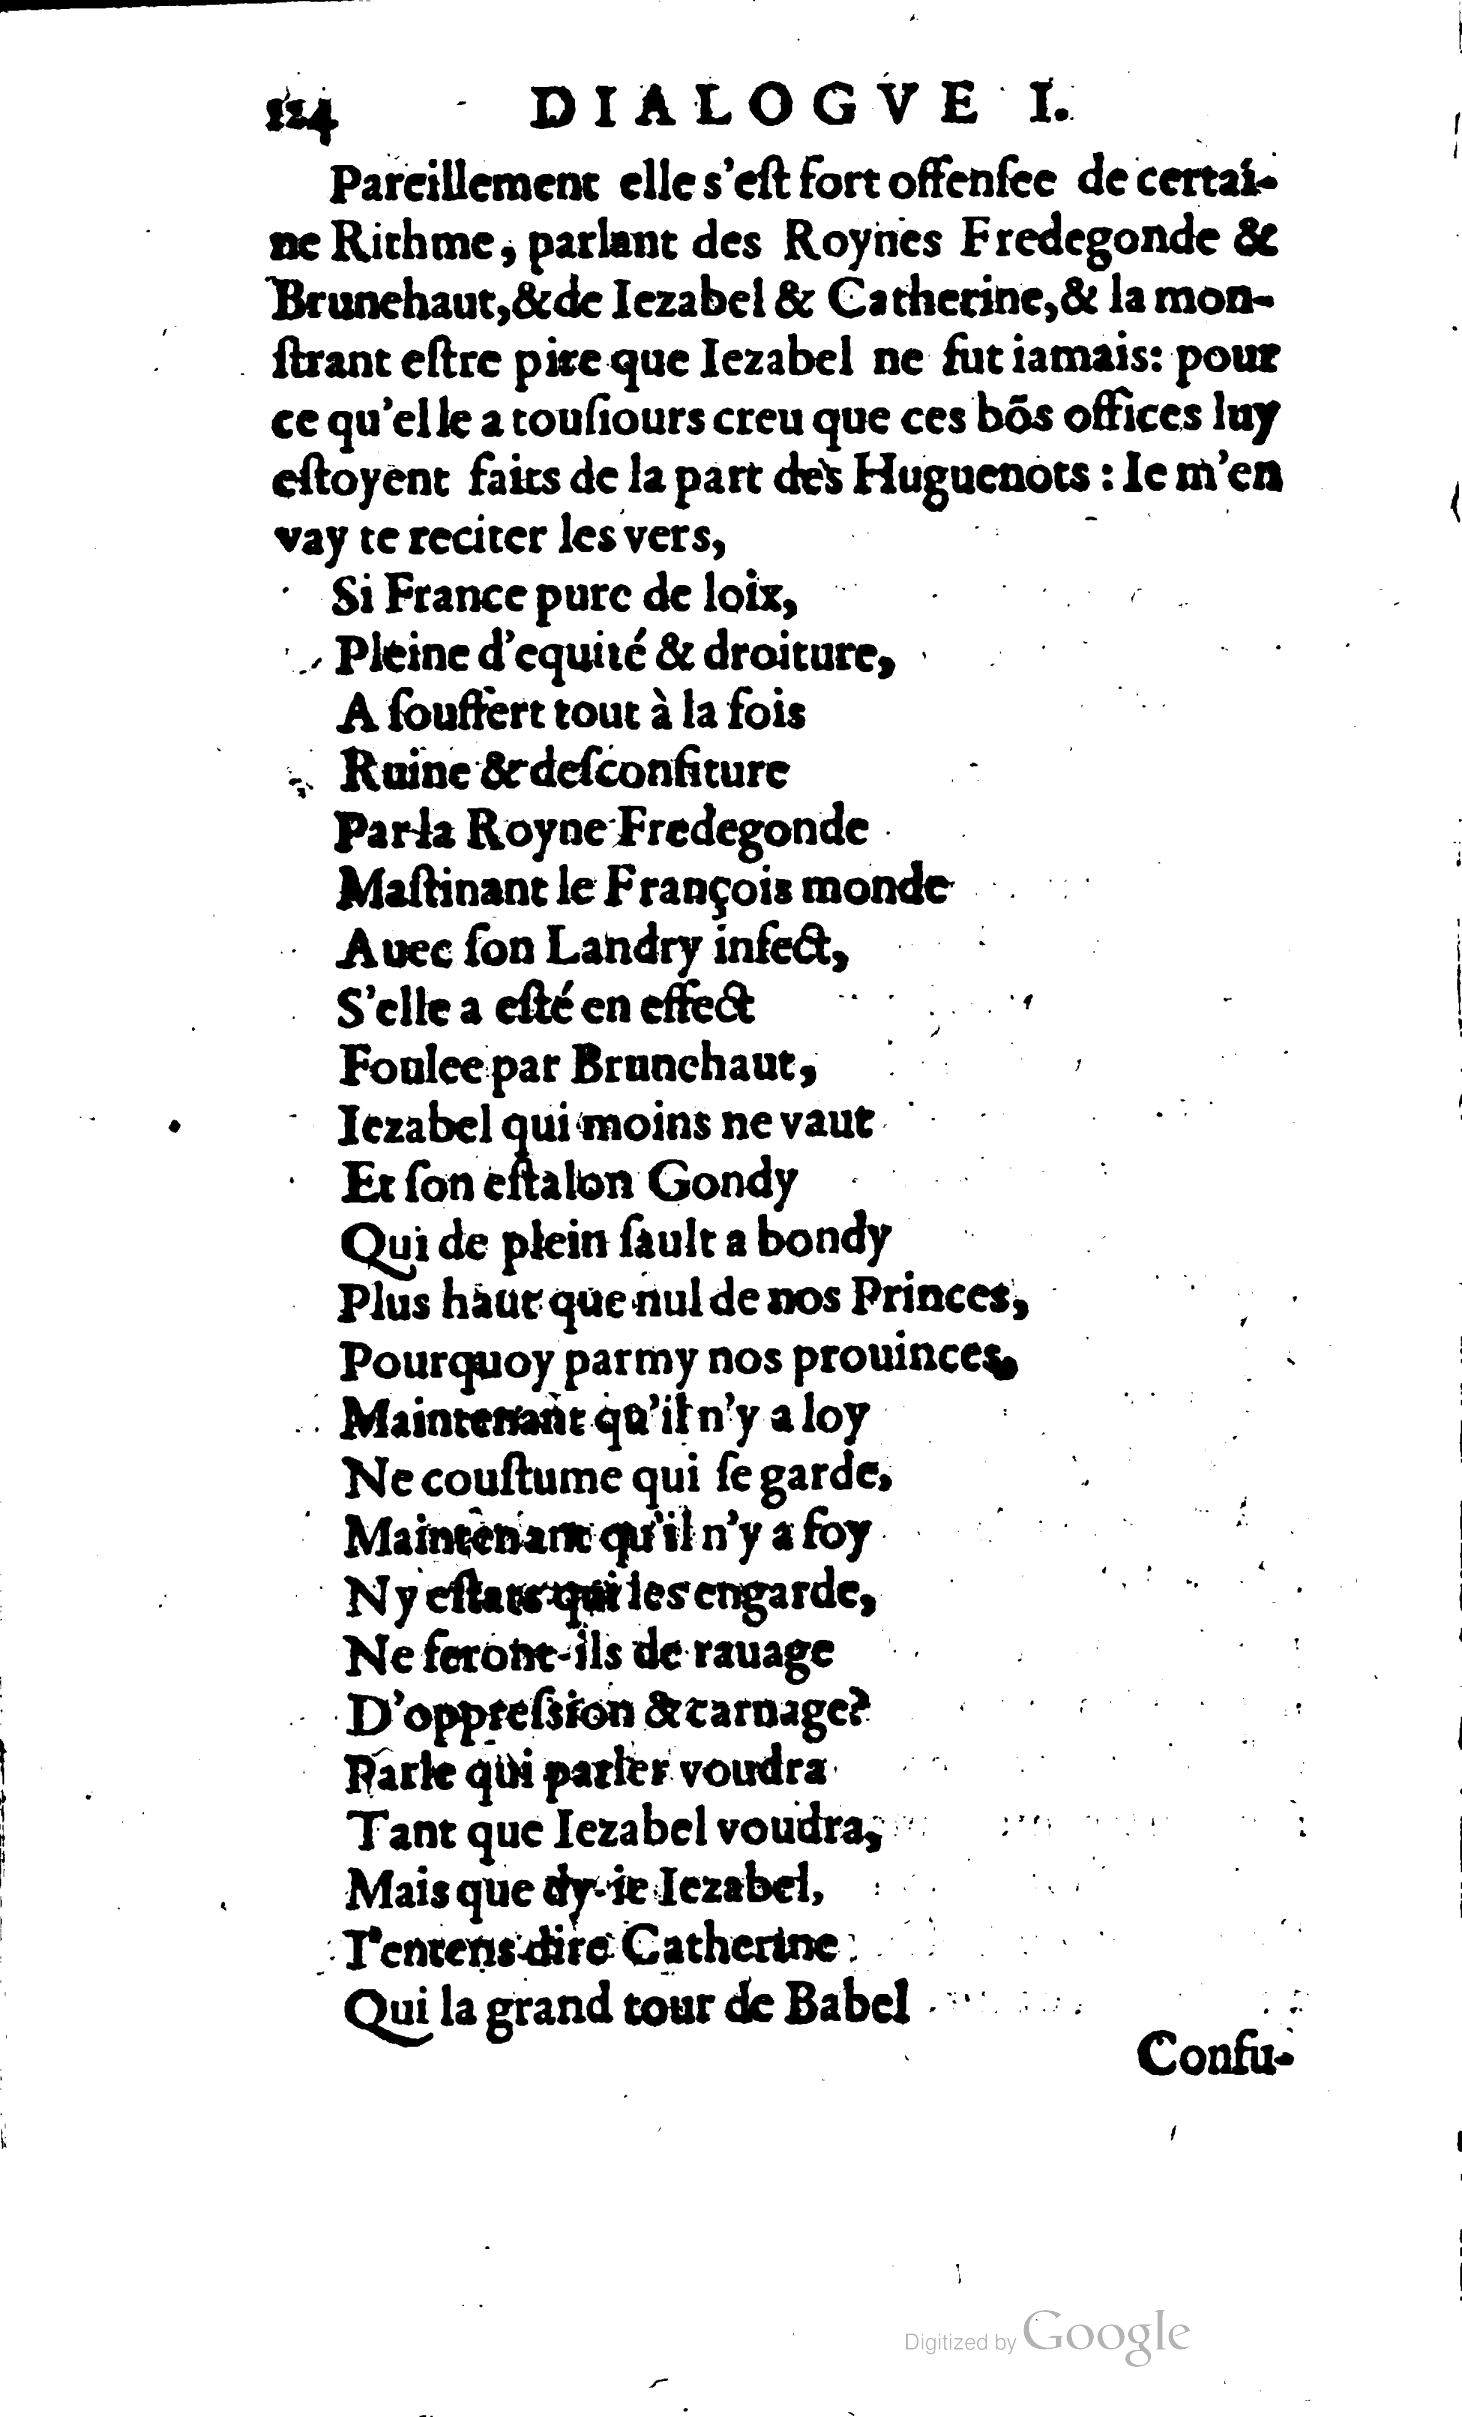 124 DIALOGVE I.
Pareillement elle s'eſt fort offenſee de certai-
ne Rithme, parlant des Roynes Fredegonde &
Brunehaut,&de Iezabel & Catherine,& la mon-
ſtrant eſtre pire que Iezabel ne fut iamais: pour
ce qu'elle a touſiours creu que ces bõs offices luy
eſtoyent faits de la part des Huguenots : Ie m'en
vay te reciter les vers,
Si France pure de loix,
Pleine d'equité & droiture,
A ſouffert tout à la fois
Ruine & deſconfiture
Par la Royne Fredegonde
Maſtinant le François monde
Auec ſon Landry infect,
S'elle a eſté en effect
Foulee par Brunehaut,
Iezabel qui moins ne vaut
Et ſon eſtalon Gondy
Qui de plein ſault a bondy
Plus haut que nul de nos Princes,
Pourquoy parmy nos prouinces,
Maintenant qu'il n'y a loy
Ne couſtume qui ſe garde,
Maintenant qu'il n'y a foy
Ny eſtats qui les engarde,
Ne feront-ils de rauage
D'oppreſsion & carnage?
Parle qui parler voudra
Tant que Iezabel voudra,
Mais que dy-ie Iezabel,
I'entens dire Catherine
Qui la grand tour de Babel
Confu-
Digitized by Google